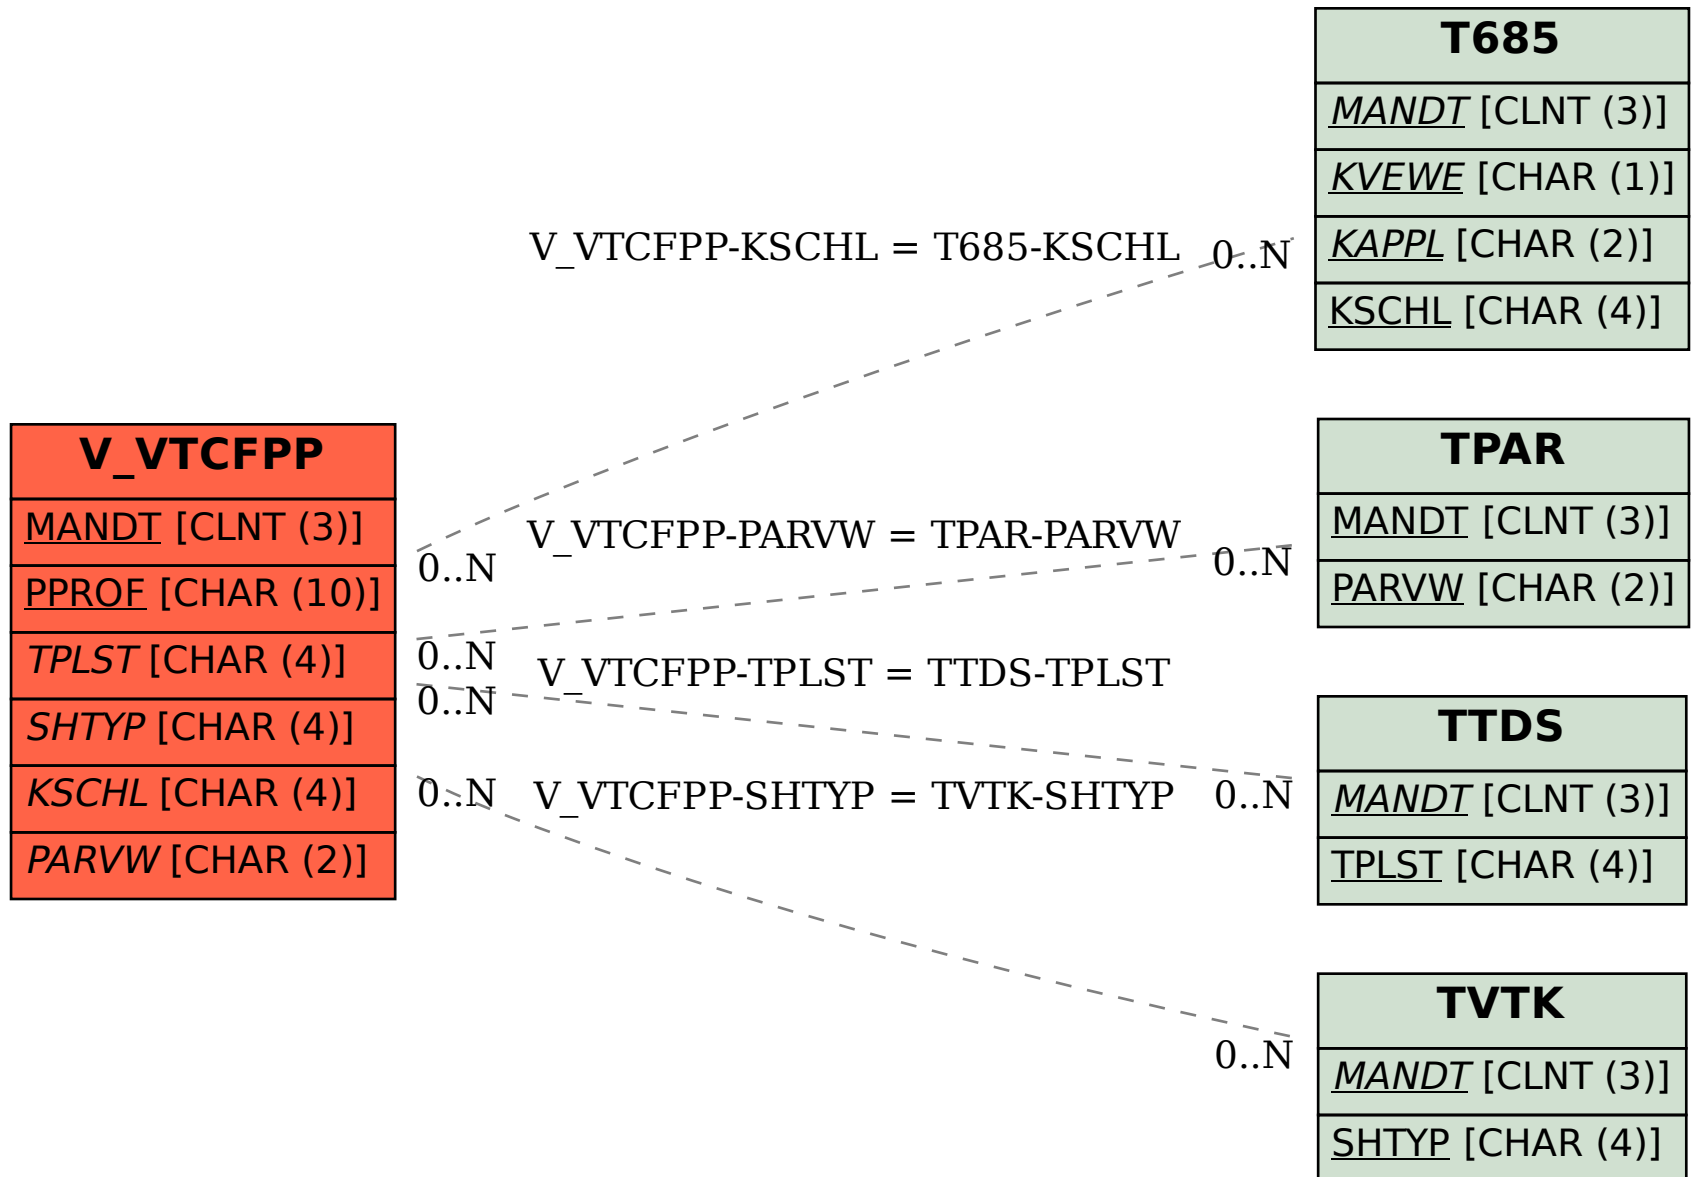 V_VTCFPP
MANDT [CLNT (3)]
PPROF [CHAR (10)]
TPLST [CHAR (4)]
SHTYP [CHAR (4)]
KSCHL [CHAR (4)]
PARVW [CHAR (2)]
V_VTCFPP-KSCHL = T685-KSCHL
0..N
0..N
V_VTCFPP-PARVW = TPAR-PARVW
0..N
0..N
V_VTCFPP-TPLST = TTDS-TPLST
0..N
0..N
V_VTCFPP-SHTYP = TVTK-SHTYP
0..N
0..N
T685
MANDT [CLNT (3)]
KVEWE [CHAR (1)]
KAPPL [CHAR (2)]
KSCHL [CHAR (4)]
TPAR
MANDT [CLNT (3)]
PARVW [CHAR (2)]
TTDS
MANDT [CLNT (3)]
TPLST [CHAR (4)]
TVTK
MANDT [CLNT (3)]
SHTYP [CHAR (4)]